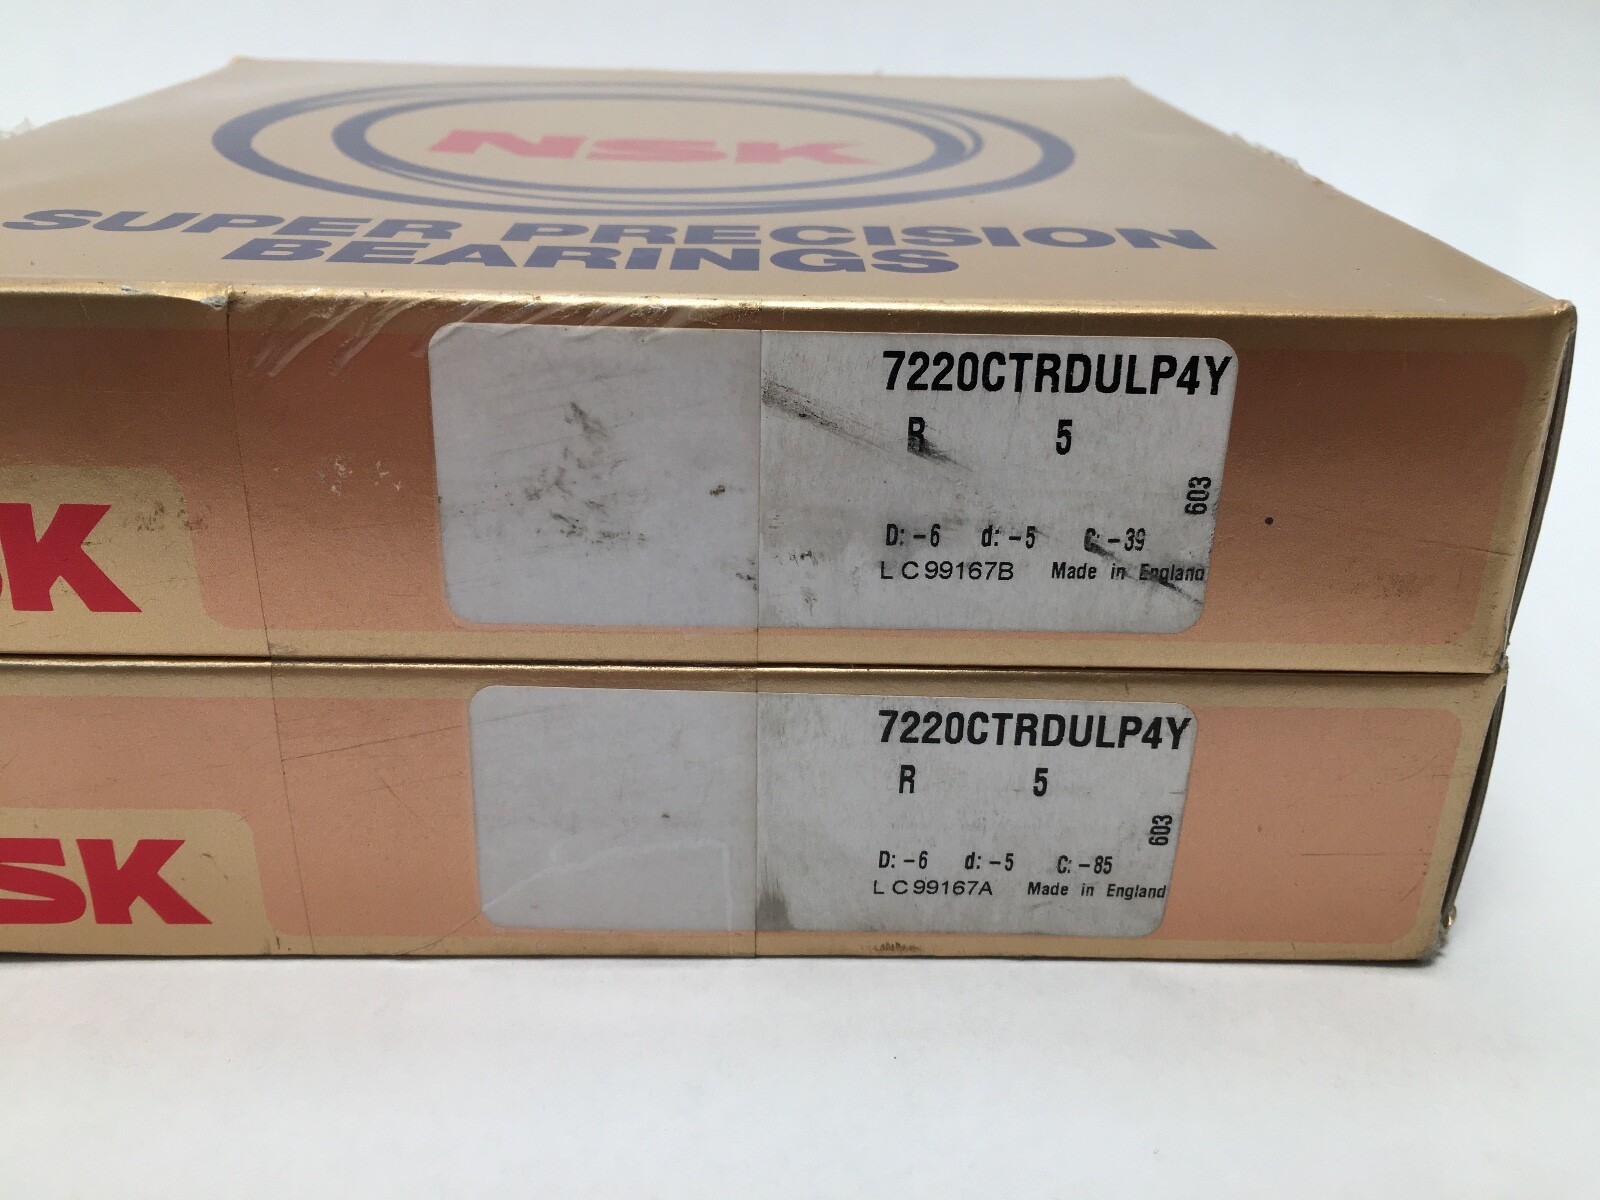 NSK
SUPER PRECISION
BEARINGS
7220CTRDULP4Y
R 5
603
D: -6 d: -5 C: -39
LC99167B Made in England
SK
7220CTRDULP4Y
R 5
603
D: -6 d: -5 C: -85
LC99167A Made in England
SK